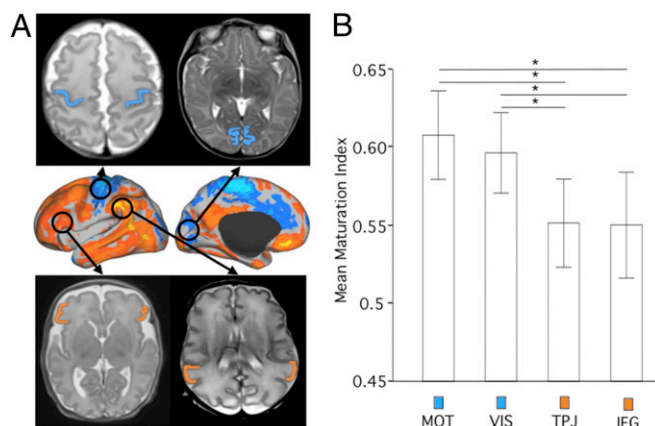 A
B
*
*
*
*
0.65
0.60
0.55
0.5
0.45
Mean Maturation Index
MOT
VIS
TPJ
IFG